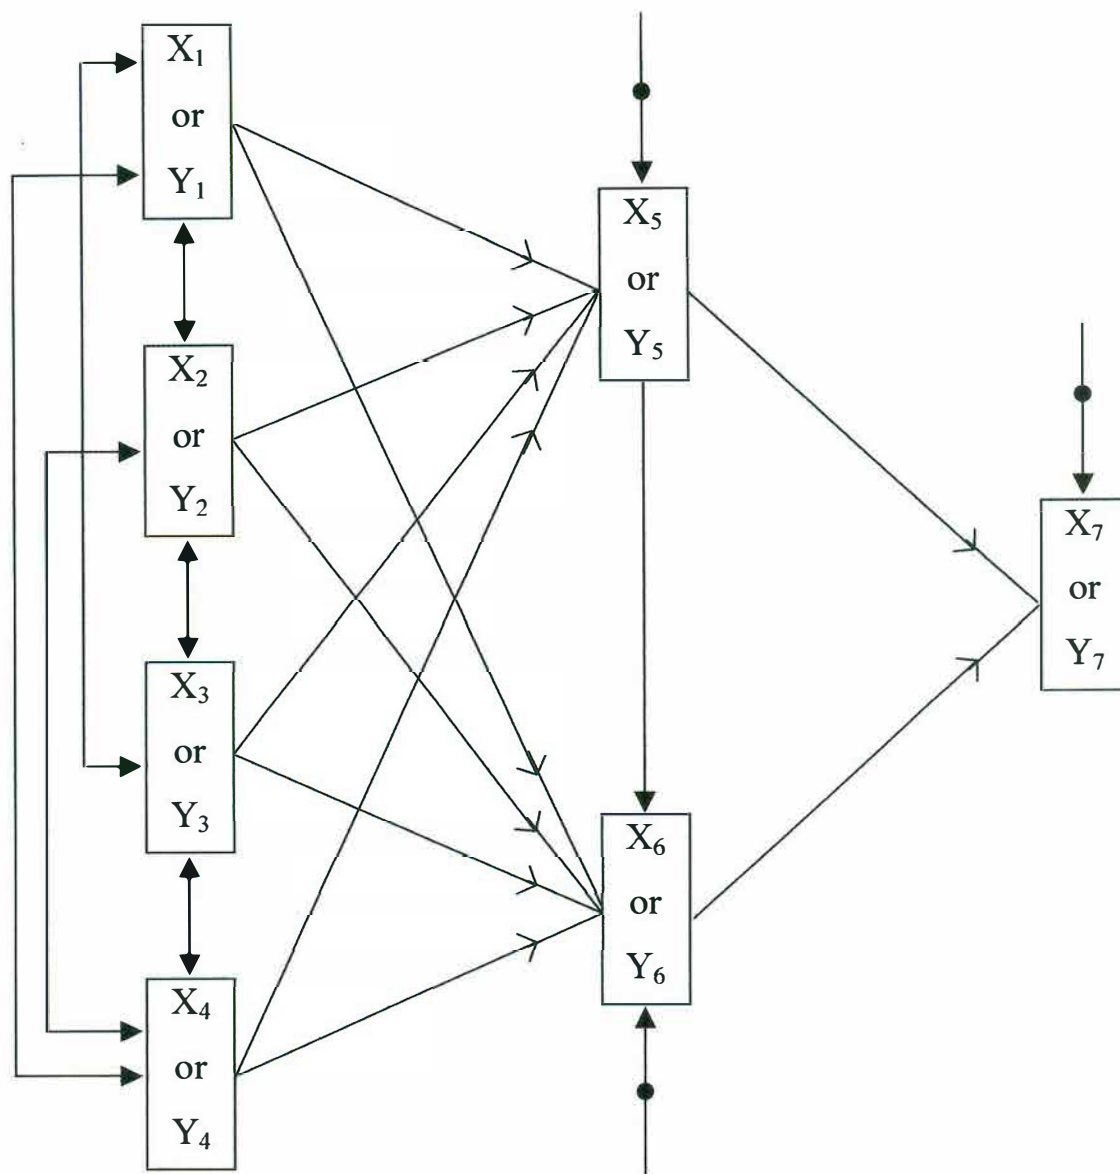 X₁
or
Y₁
X₂
or
Y₂
X₃
or
Y₃
X₄
or
Y₄
X₅
or
Y₅
X₆
or
Y₆
X₇
or
Y₇